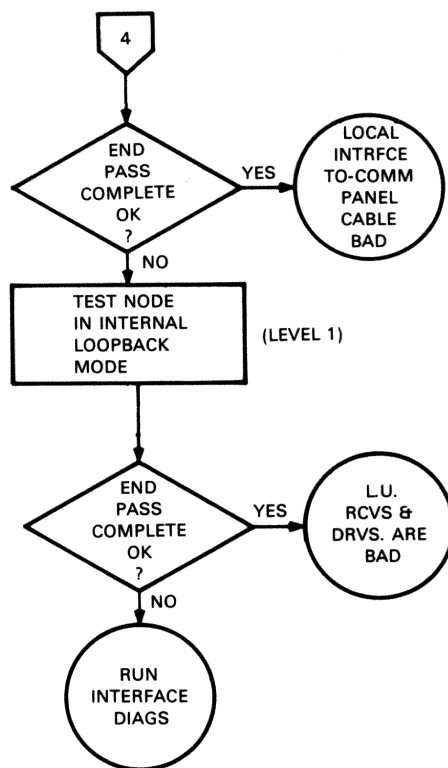 4
END
PASS
COMPLETE
OK
?
YES
LOCAL
INTRFCE
TO-COMM
PANEL
CABLE
BAD
NO
TEST NODE
IN INTERNAL
LOOPBACK
MODE
(LEVEL 1)
END
PASS
COMPLETE
OK
?
YES
L.U.
RCVS &
DRVS. ARE
BAD
NO
RUN
INTERFACE
DIAGS